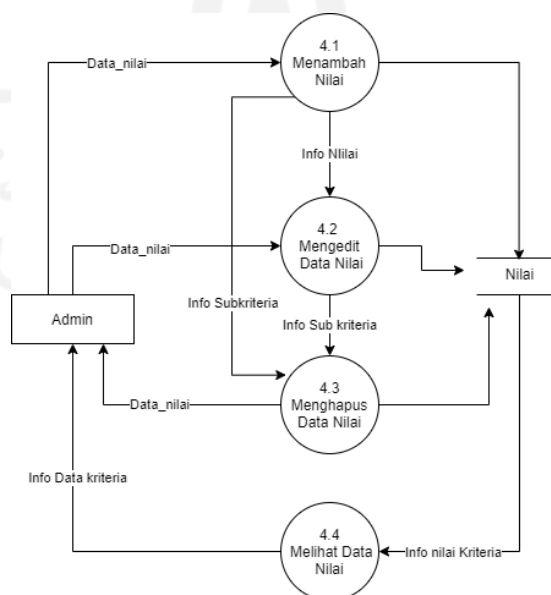 4.1
Menambah
Nilai
Data_nilai
Info NIilai
4.2
Mengedit
Data Nilai
Data_nilai
Nilai
Info Subkriteria
Admin
Info Sub kriteria
4.3
Menghapus
Data Nilai
Data_nilai
Info Data kriteria
4.4
Melihat Data
Nilai
Info nilai Kriteria